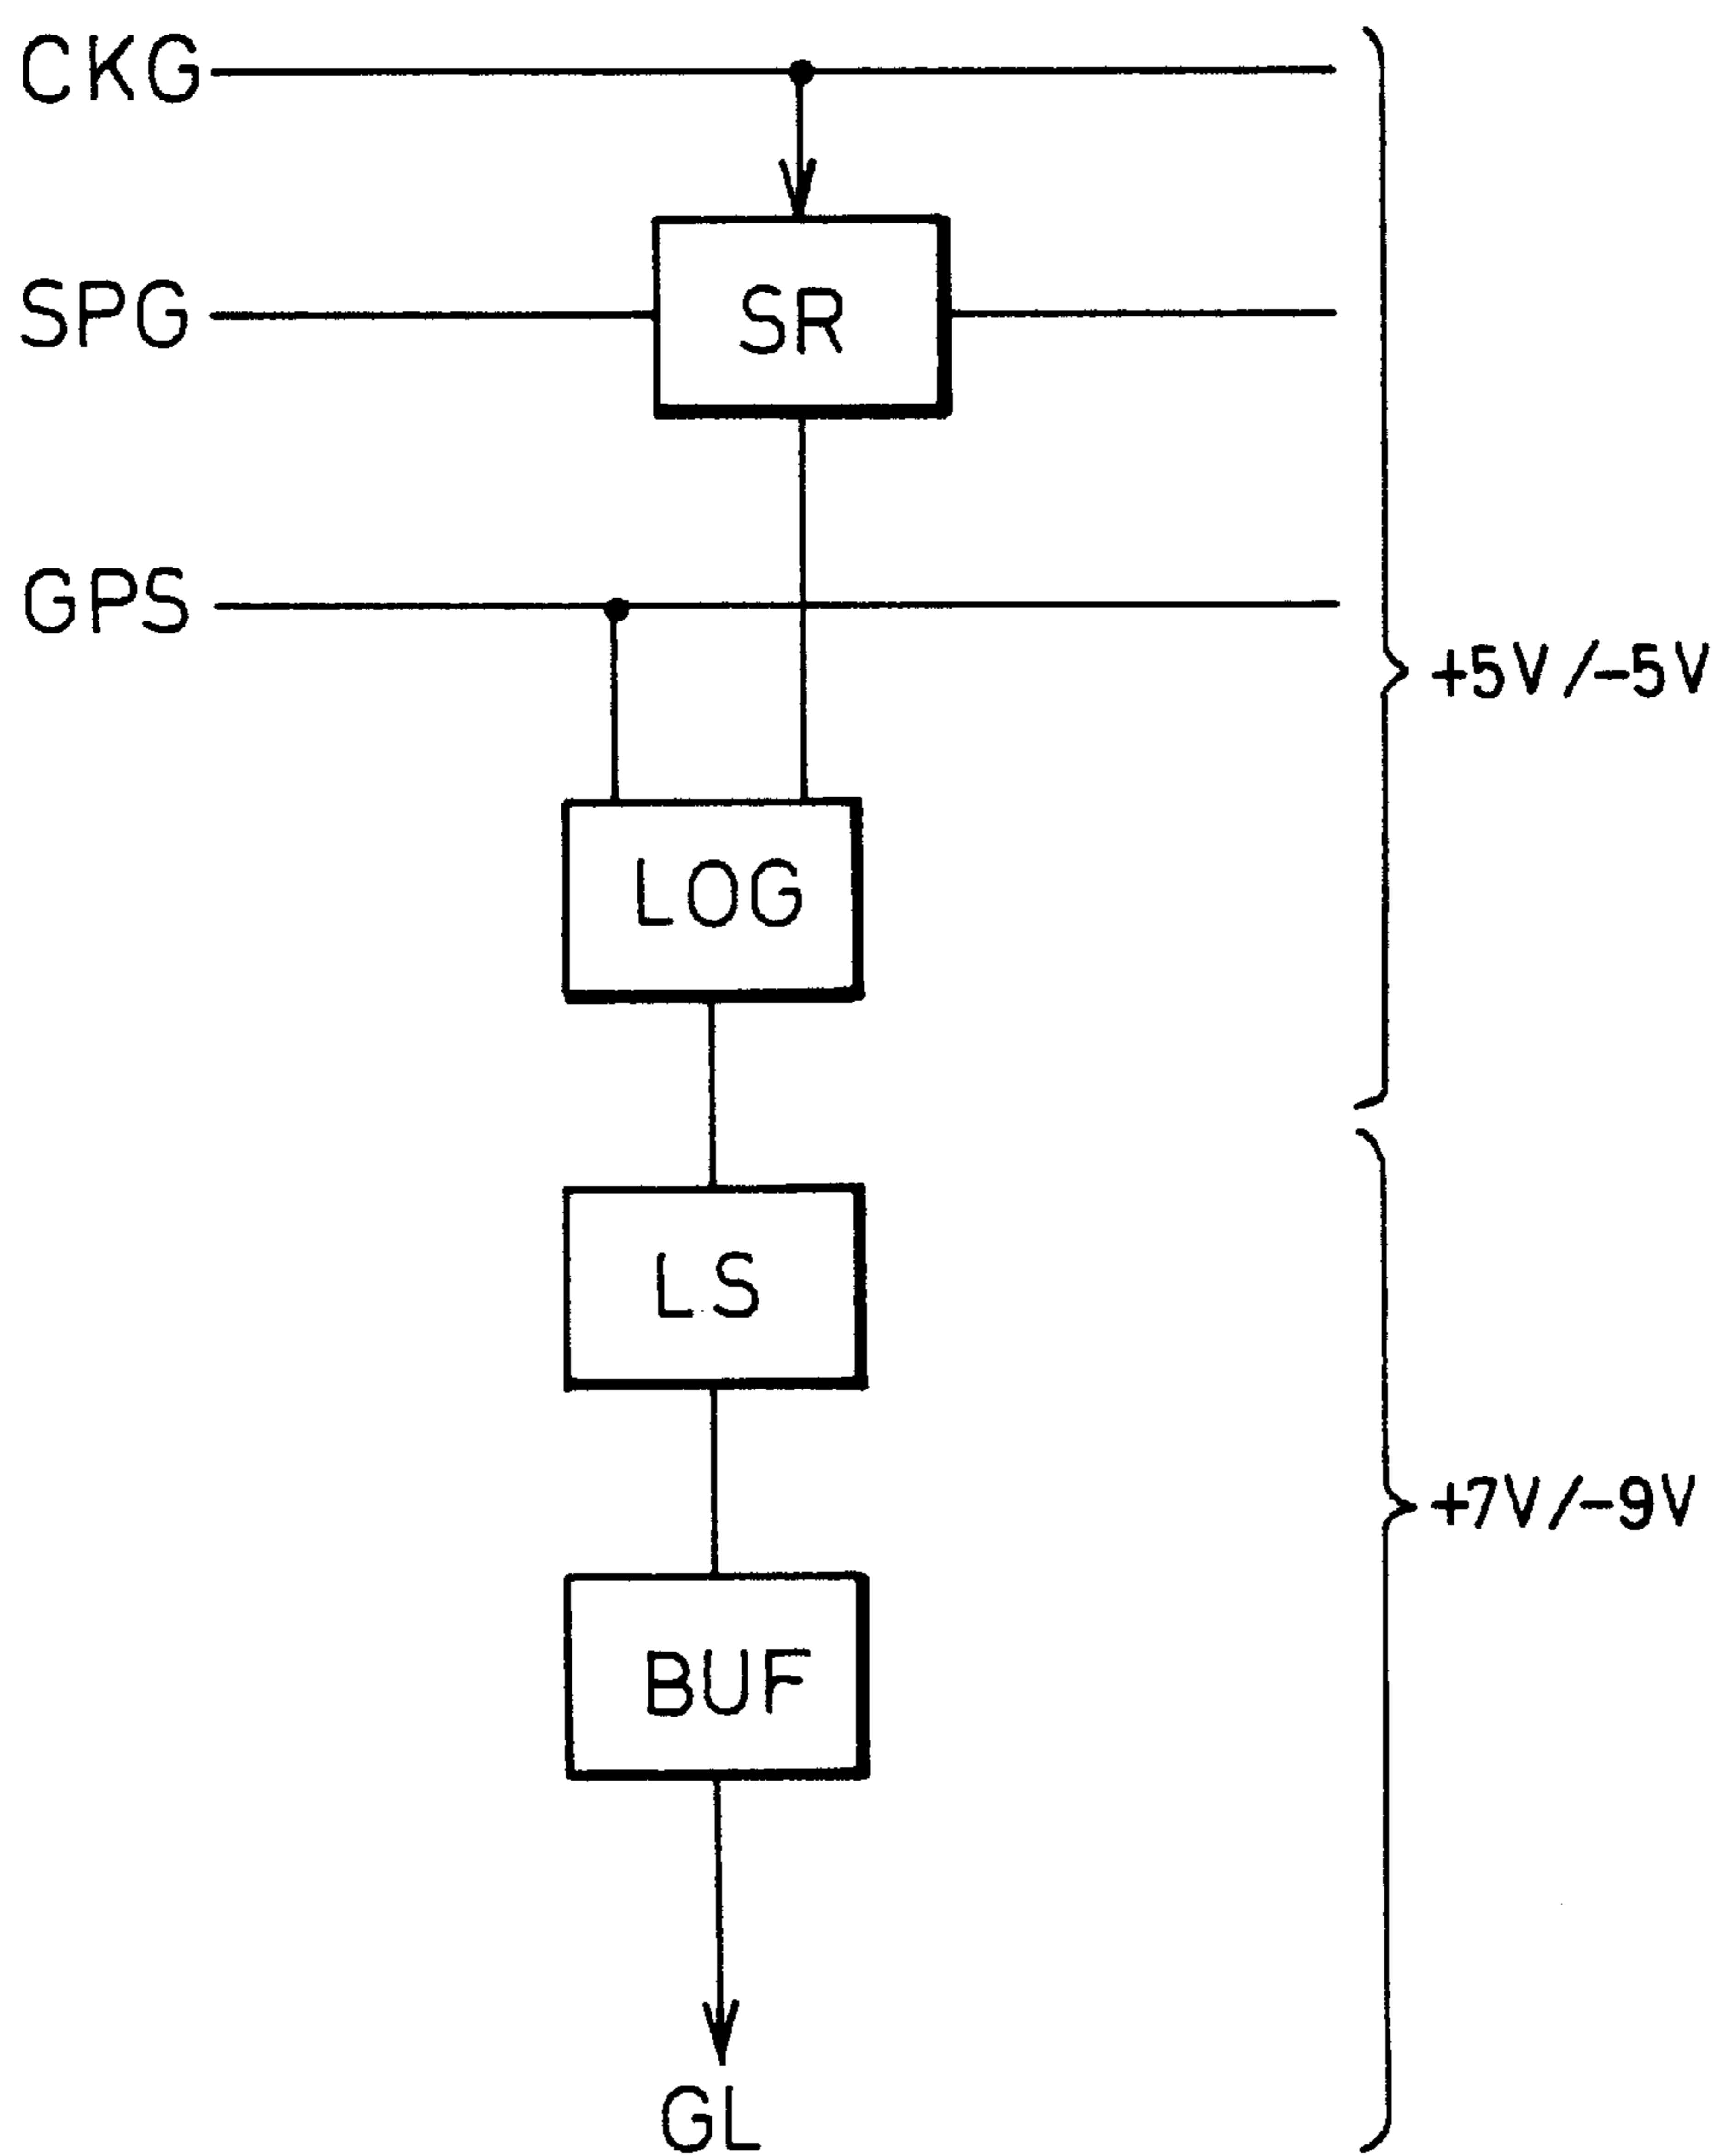 CKG
SPG
SR
GPS
+5V/-5V
LOG
LS
+7V/-9V
BUF
GL